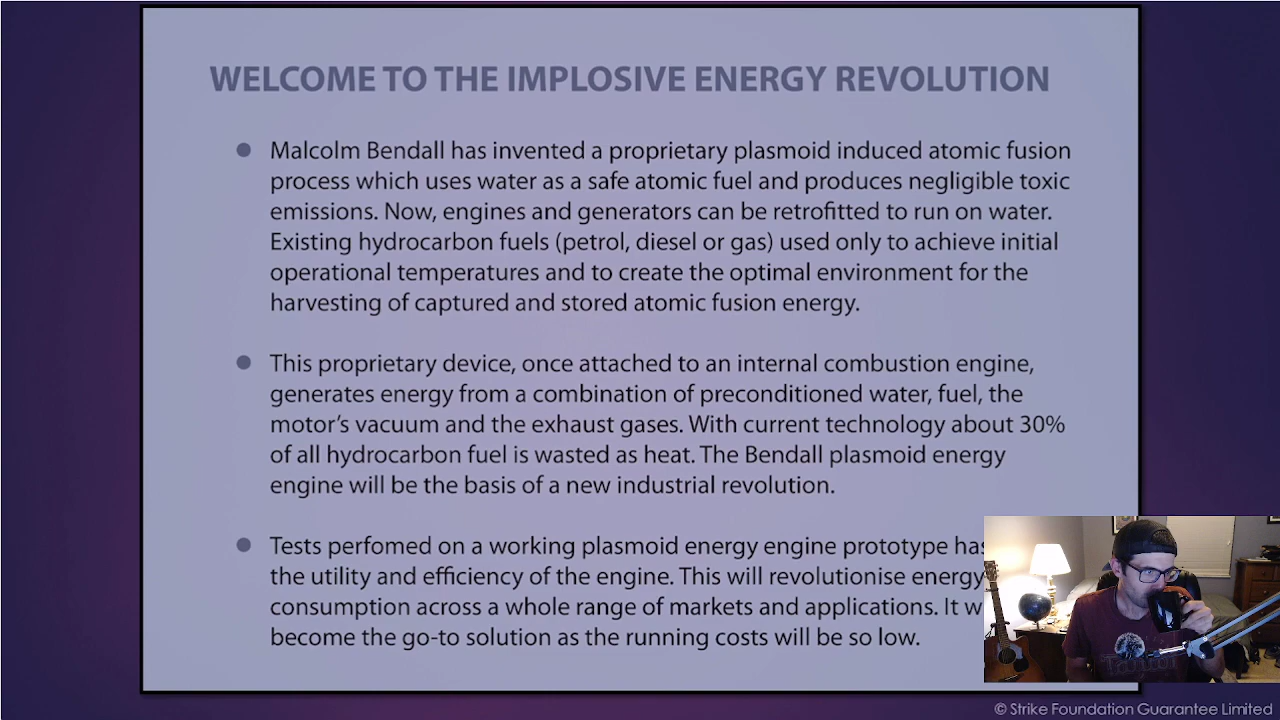 WELCOME TO THE IMPLOSIVE ENERGY REVOLUTION
● Malcolm Bendall has invented a proprietary plasmoid induced atomic fusion
process which uses water as a safe atomic fuel and produces negligible toxic
emissions. Now, engines and generators can be retrofitted to run on water.
Existing hydrocarbon fuels (petrol, diesel or gas) used only to achieve initial
operational temperatures and to create the optimal environment for the
harvesting of captured and stored atomic fusion energy.
● This proprietary device, once attached to an internal combustion engine,
generates energy from a combination of preconditioned water, fuel, the
motor's vacuum and the exhaust gases. With current technology about 30%
of all hydrocarbon fuel is wasted as heat. The Bendall plasmoid energy
engine will be the basis of a new industrial revolution.
● Tests perfomed on a working plasmoid energy engine prototype has
the utility and efficiency of the engine. This will revolutionise energy
consumption across a whole range of markets and applications. It w
become the go-to solution as the running costs will be so low.
© Strike Foundation Guarantee Limited